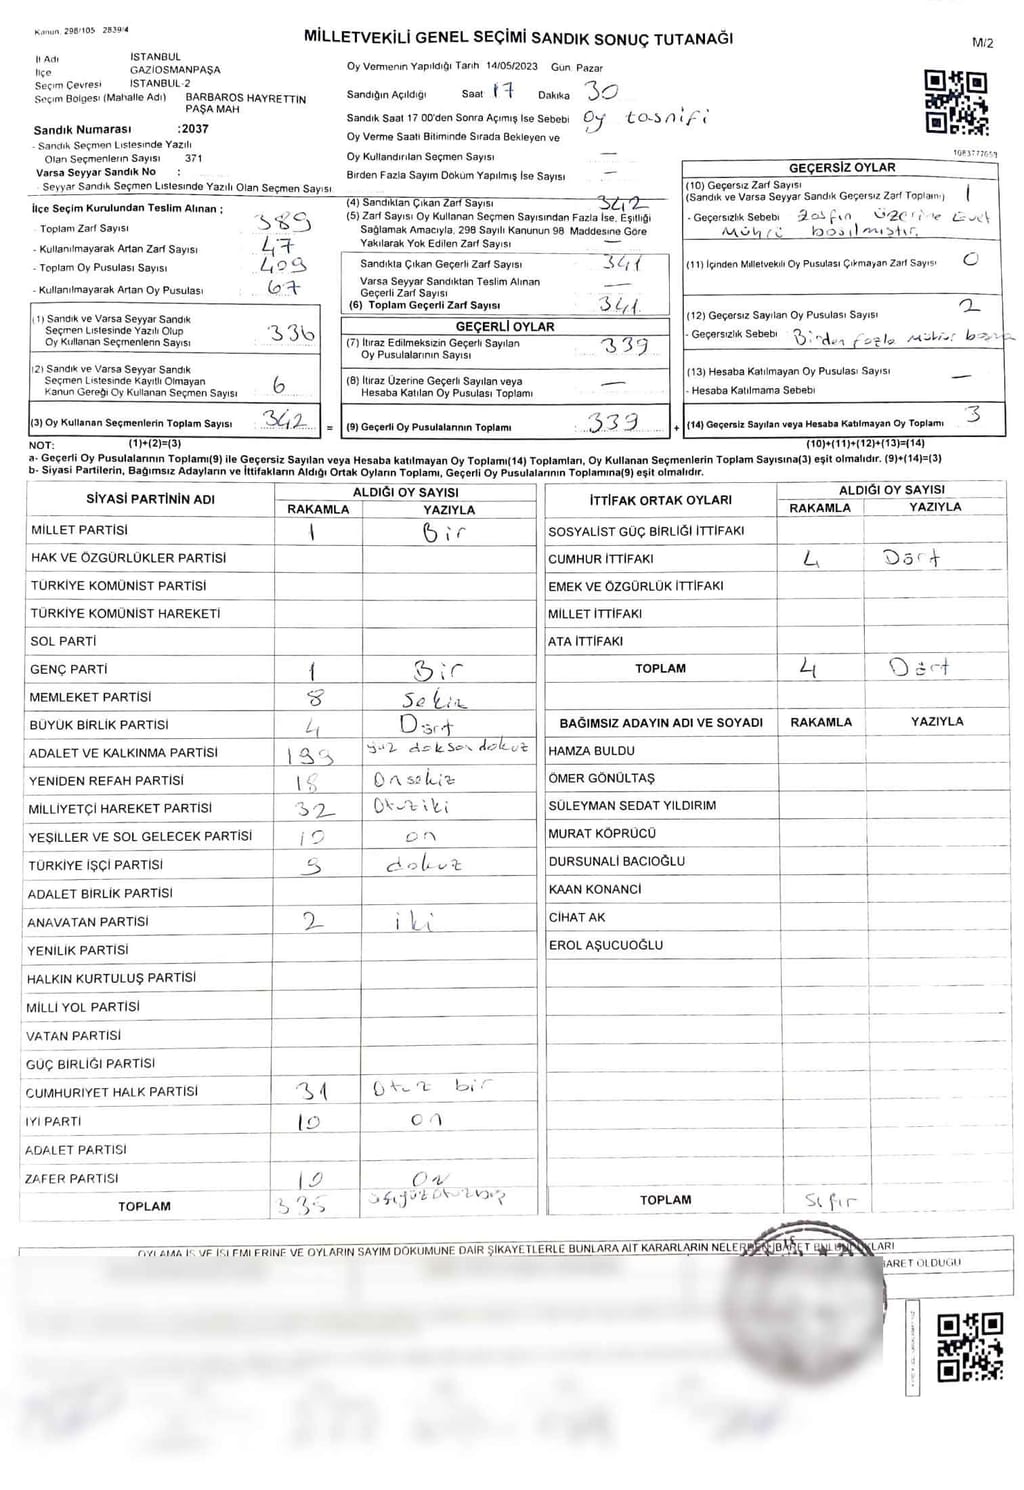 Kanun 298/105 2839/4
MİLLETVEKİLİ GENEL SEÇİMİ SANDIK SONUÇ TUTANAĞI
M/2
İl Adı İSTANBUL
İlçe GAZİOSMANPAŞA
Seçim Çevresi İSTANBUL-2
Seçim Bölgesi (Mahalle Adı) BARBAROS HAYRETTİN
PAŞA MAH
Sandık Numarası :2037
- Sandık Seçmen Listesinde Yazılı
Olan Seçmenlerin Sayısı 371
Varsa Seyyar Sandık No :
- Seyyar Sandık Seçmen Listesinde Yazılı Olan Seçmen Sayısı
Oy Vermenin Yapıldığı Tarih 14/05/2023 Gün Pazar
Sandığın Açıldığı Saat 17 Dakika 30
Sandık Saat 17 00'den Sonra Açımış İse Sebebi Oy tasnifi
Oy Verme Saati Bitiminde Sırada Bekleyen ve
Oy Kullandırılan Seçmen Sayısı —
Birden Fazla Sayım Döküm Yapılmış İse Sayısı —
1083777059
İlçe Seçim Kurulundan Teslim Alınan ;
- Toplam Zarf Sayısı 389
- Kullanılmayarak Artan Zarf Sayısı 47
- Toplam Oy Pusulası Sayısı 409
- Kullanılmayarak Artan Oy Pusulası 67
(1) Sandık ve Varsa Seyyar Sandık
Seçmen Listesinde Yazılı Olup
Oy Kullanan Seçmenlerin Sayısı 336
(2) Sandık ve Varsa Seyyar Sandık
Seçmen Listesinde Kayıtlı Olmayan
Kanun Gereği Oy Kullanan Seçmen Sayısı 6
(3) Oy Kullanan Seçmenlerin Toplam Sayısı 342 =
(4) Sandıktan Çıkan Zarf Sayısı 342
(5) Zarf Sayısı Oy Kullanan Seçmen Sayısından Fazla İse, Eşitliği
Sağlamak Amacıyla, 298 Sayılı Kanunun 98 Maddesine Göre
Yakılarak Yok Edilen Zarf Sayısı —
Sandıkta Çıkan Geçerli Zarf Sayısı 341
Varsa Seyyar Sandıktan Teslim Alınan
Geçerli Zarf Sayısı —
(6) Toplam Geçerli Zarf Sayısı 341
GEÇERLİ OYLAR
(7) İtiraz Edilmeksizin Geçerli Sayılan
Oy Pusulalarının Sayısı 339
(8) İtiraz Üzerine Geçerli Sayılan veya
Hesaba Katılan Oy Pusulası Toplamı —
(9) Geçerli Oy Pusulalarının Toplamı 339 +
GEÇERSİZ OYLAR
(10) Geçersiz Zarf Sayısı
(Sandık ve Varsa Seyyar Sandık Geçersiz Zarf Toplamı) 1
- Geçersizlik Sebebi Zarfın üzerine Evet
Mührü basılmıştır.
(11) İçinden Milletvekili Oy Pusulası Çıkmayan Zarf Sayısı 0
(12) Geçersiz Sayılan Oy Pusulası Sayısı 2
- Geçersizlik Sebebi Birden fazla mühür
(13) Hesaba Katılmayan Oy Pusulası Sayısı —
- Hesaba Katılmama Sebebi
(14) Geçersiz Sayılan veya Hesaba Katılmayan Oy Toplamı 3
NOT: (1)+(2)=(3) (10)+(11)+(12)+(13)=(14)
a- Geçerli Oy Pusulalarının Toplamı(9) ile Geçersiz Sayılan veya Hesaba katılmayan Oy Toplamı(14) Toplamları, Oy Kullanan Seçmenlerin Toplam Sayısına(3) eşit olmalıdır. (9)+(14)=(3)
b- Siyasi Partilerin, Bağımsız Adayların ve İttifakların Aldığı Ortak Oyların Toplamı, Geçerli Oy Pusulalarının Toplamına(9) eşit olmalıdır.
SİYASİ PARTİNİN ADI ALDIĞI OY SAYISI
RAKAMLA YAZIYLA
MİLLET PARTİSİ 1 Bir
HAK VE ÖZGÜRLÜKLER PARTİSİ
TÜRKİYE KOMÜNİST PARTİSİ
TÜRKİYE KOMÜNİST HAREKETİ
SOL PARTİ
GENÇ PARTİ 1 Bir
MEMLEKET PARTİSİ 8 Sekiz
BÜYÜK BİRLİK PARTİSİ 4 Dört
ADALET VE KALKINMA PARTİSİ 199 yüz doksan dokuz
YENİDEN REFAH PARTİSİ 18 Onsekiz
MİLLİYETÇİ HAREKET PARTİSİ 32 Otuziki
YEŞİLLER VE SOL GELECEK PARTİSİ 10 on
TÜRKİYE İŞÇİ PARTİSİ 9 dokuz
ADALET BİRLİK PARTİSİ
ANAVATAN PARTİSİ 2 iki
YENİLİK PARTİSİ
HALKIN KURTULUŞ PARTİSİ
MİLLİ YOL PARTİSİ
VATAN PARTİSİ
GÜÇ BİRLİĞİ PARTİSİ
CUMHURİYET HALK PARTİSİ 31 Otuz bir
İYİ PARTİ 10 on
ADALET PARTİSİ
ZAFER PARTİSİ 10 On
TOPLAM 335
İTTİFAK ORTAK OYLARI ALDIĞI OY SAYISI
RAKAMLA YAZIYLA
SOSYALİST GÜÇ BİRLİĞİ İTTİFAKI
CUMHUR İTTİFAKI 4 Dört
EMEK VE ÖZGÜRLÜK İTTİFAKI
MİLLET İTTİFAKI
ATA İTTİFAKI
TOPLAM 4 Dört
BAĞIMSIZ ADAYIN ADI VE SOYADI RAKAMLA YAZIYLA
HAMZA BULDU
ÖMER GÖNÜLTAŞ
SÜLEYMAN SEDAT YILDIRIM
MURAT KÖPRÜCÜ
DURSUNALİ BACIOĞLU
KAAN KONANCİ
CİHAT AK
EROL AŞUCUOĞLU
TOPLAM Sıfır
OYLAMA İŞ VE İŞLEMLERİNE VE OYLARIN SAYIM DÖKÜMÜNE DAİR ŞİKAYETLERLE BUNLARA AİT KARARLARIN NELERDEN İBARET BULUNDUKLARI
OLDUĞU